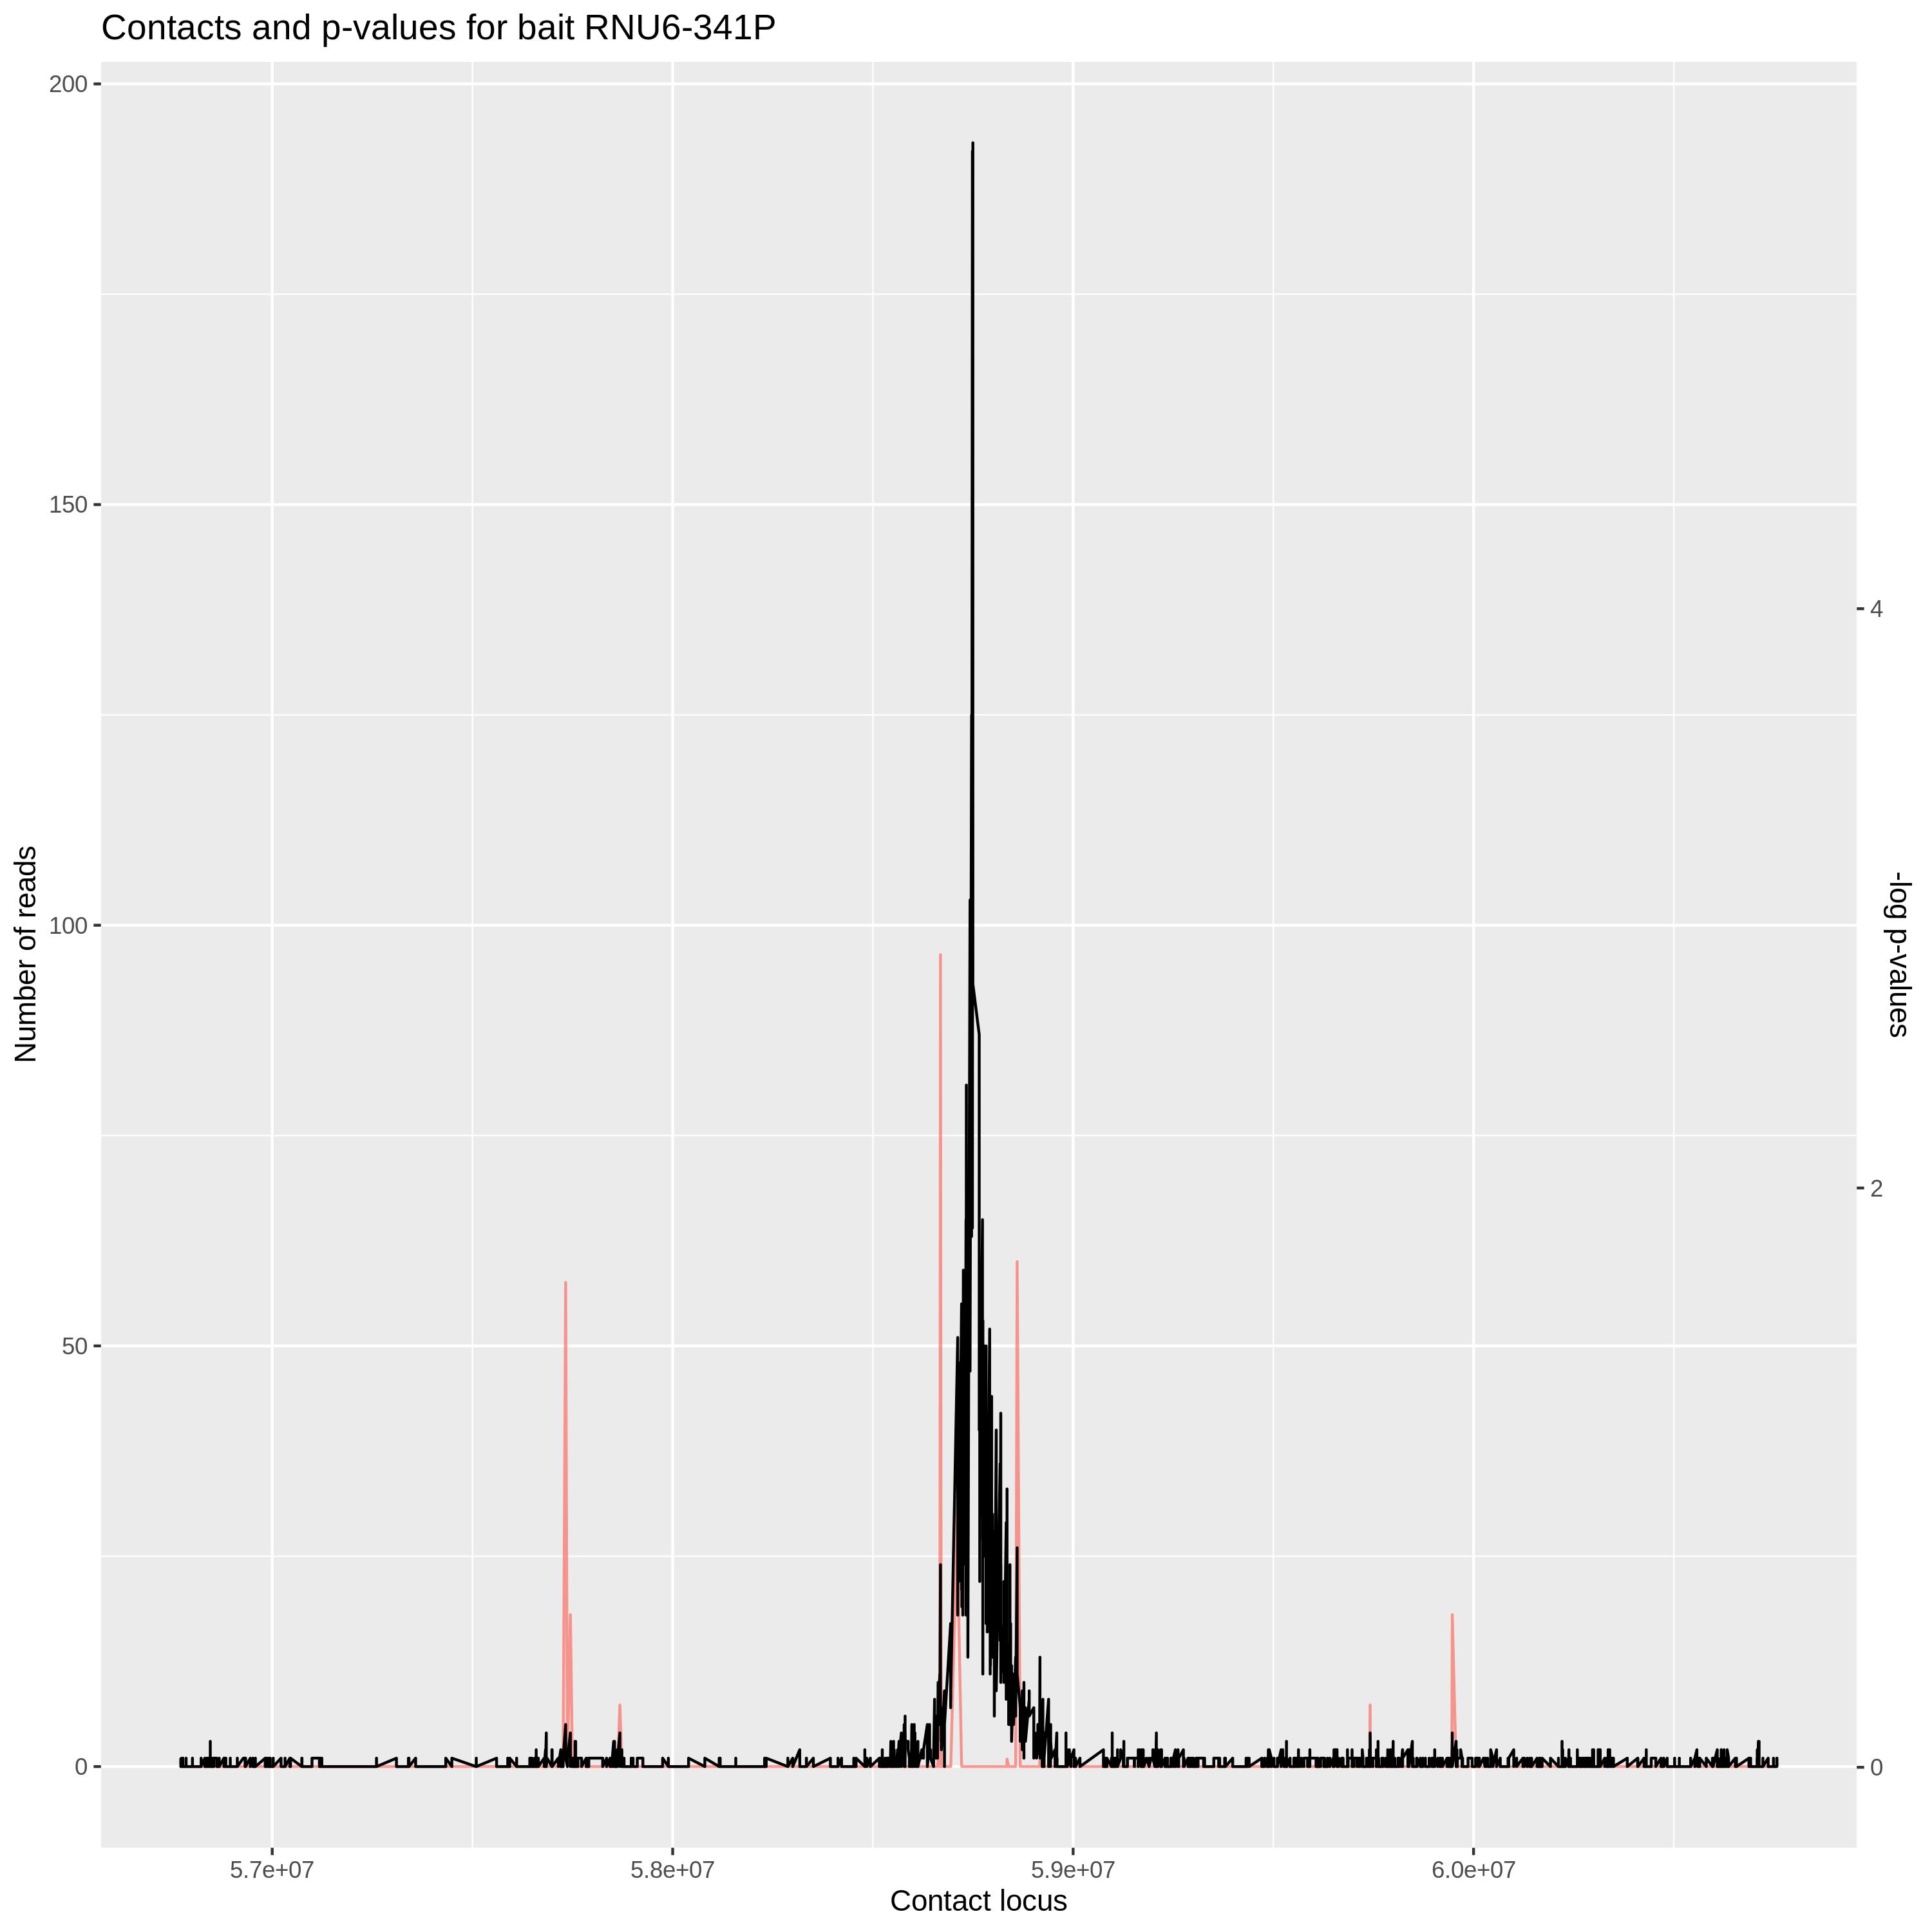 Contacts and p-values for bait RNU6-341P
200
150
100
50
0
Number of reads
4
2
0
-log p-values
5.7e+07
5.8e+07
5.9e+07
6.0e+07
Contact locus